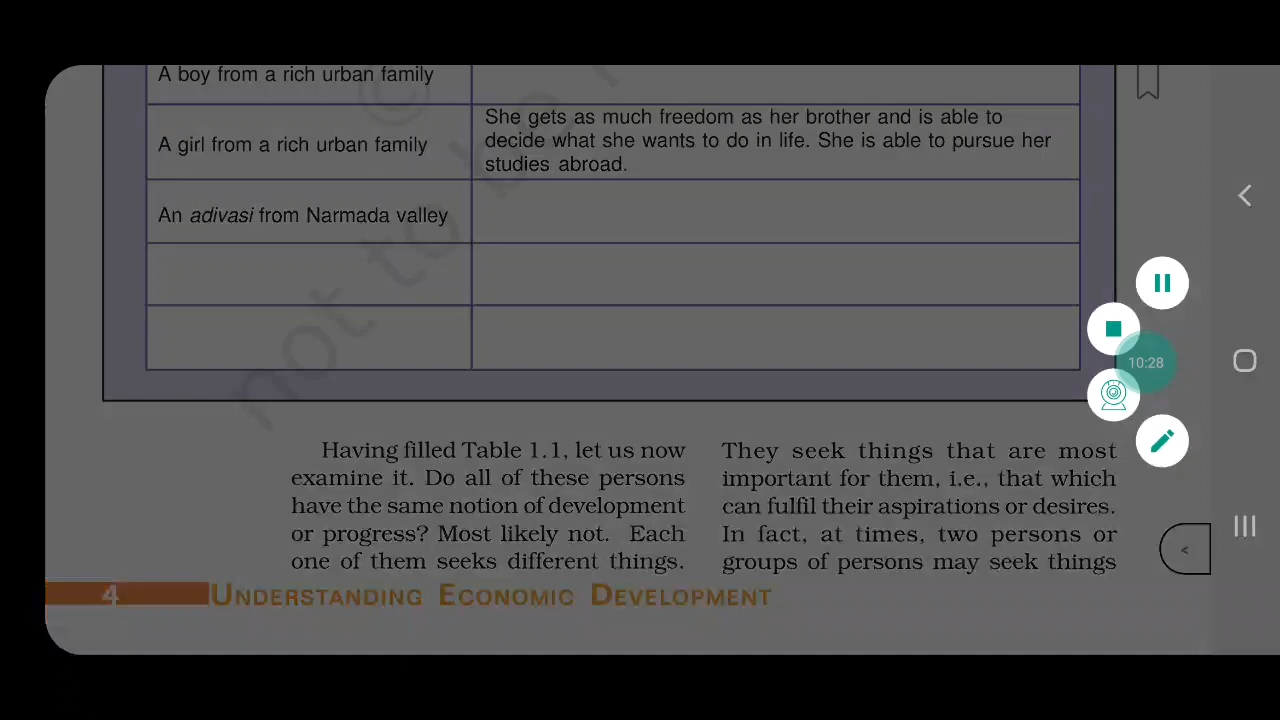 A boy from a rich urban family
She gets as much freedom as her brother and is able to
decide what she wants to do in life. She is able to pursue her
studies abroad.
A girl from a rich urban family
An adivasi from Narmada valley
©
not to be r
10:28
Having filled Table 1.1, let us now
examine it. Do all of these persons
have the same notion of development
or progress? Most likely not. Each
one of them seeks different things.
They seek things that are most
important for them, i.e., that which
can fulfil their aspirations or desires.
In fact, at times, two persons or
groups of persons may seek things
<
4 UNDERSTANDING ECONOMIC DEVELOPMENT